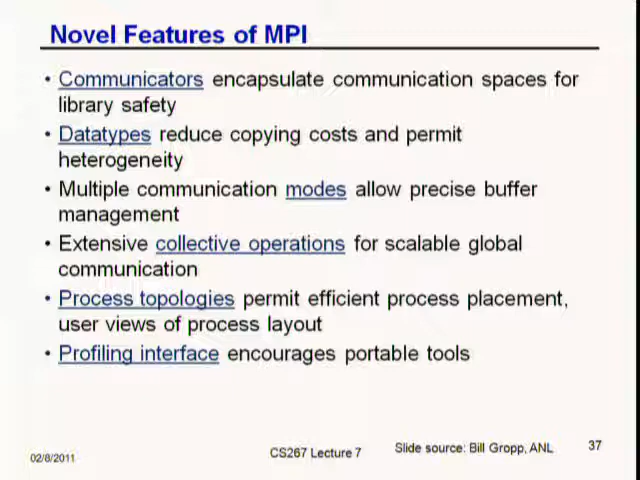 Novel Features of MPI
• Communicators encapsulate communication spaces for
library safety
• Datatypes reduce copying costs and permit
heterogeneity
• Multiple communication modes allow precise buffer
management
• Extensive collective operations for scalable global
communication
• Process topologies permit efficient process placement,
user views of process layout
• Profiling interface encourages portable tools
02/8/2011
CS267 Lecture 7
Slide source: Bill Gropp, ANL
37